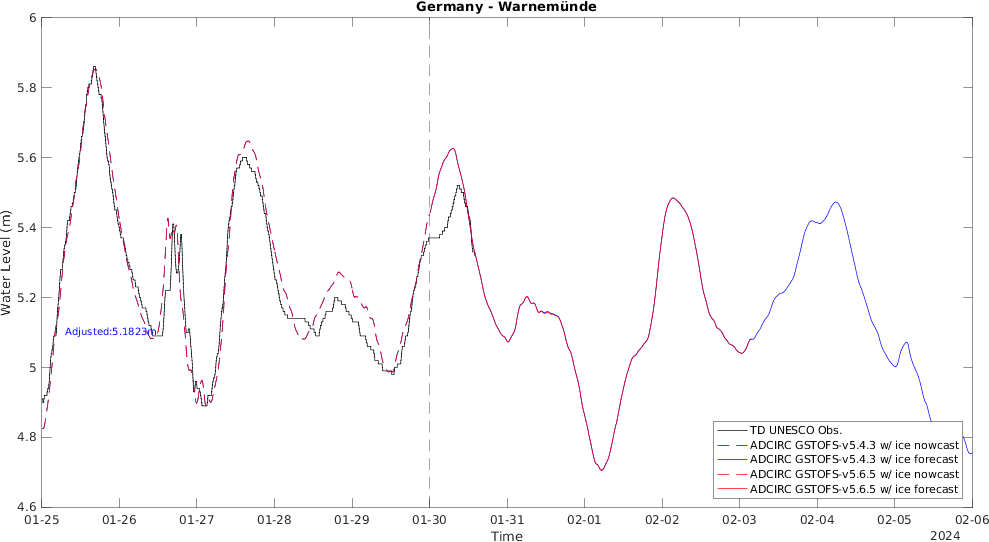 Germany - Warnemünde
6
5.8
5.6
5.4
5.2
5
4.8
4.6
Water Level (m)
Adjusted:5.1823m
TD UNESCO Obs.
ADCIRC GSTOFS-v5.4.3 w/ ice nowcast
ADCIRC GSTOFS-v5.4.3 w/ ice forecast
ADCIRC GSTOFS-v5.6.5 w/ ice nowcast
ADCIRC GSTOFS-v5.6.5 w/ ice forecast
01-25 01-26 01-27 01-28 01-29 01-30 01-31 02-01 02-02 02-03 02-04 02-05 02-06
Time
2024